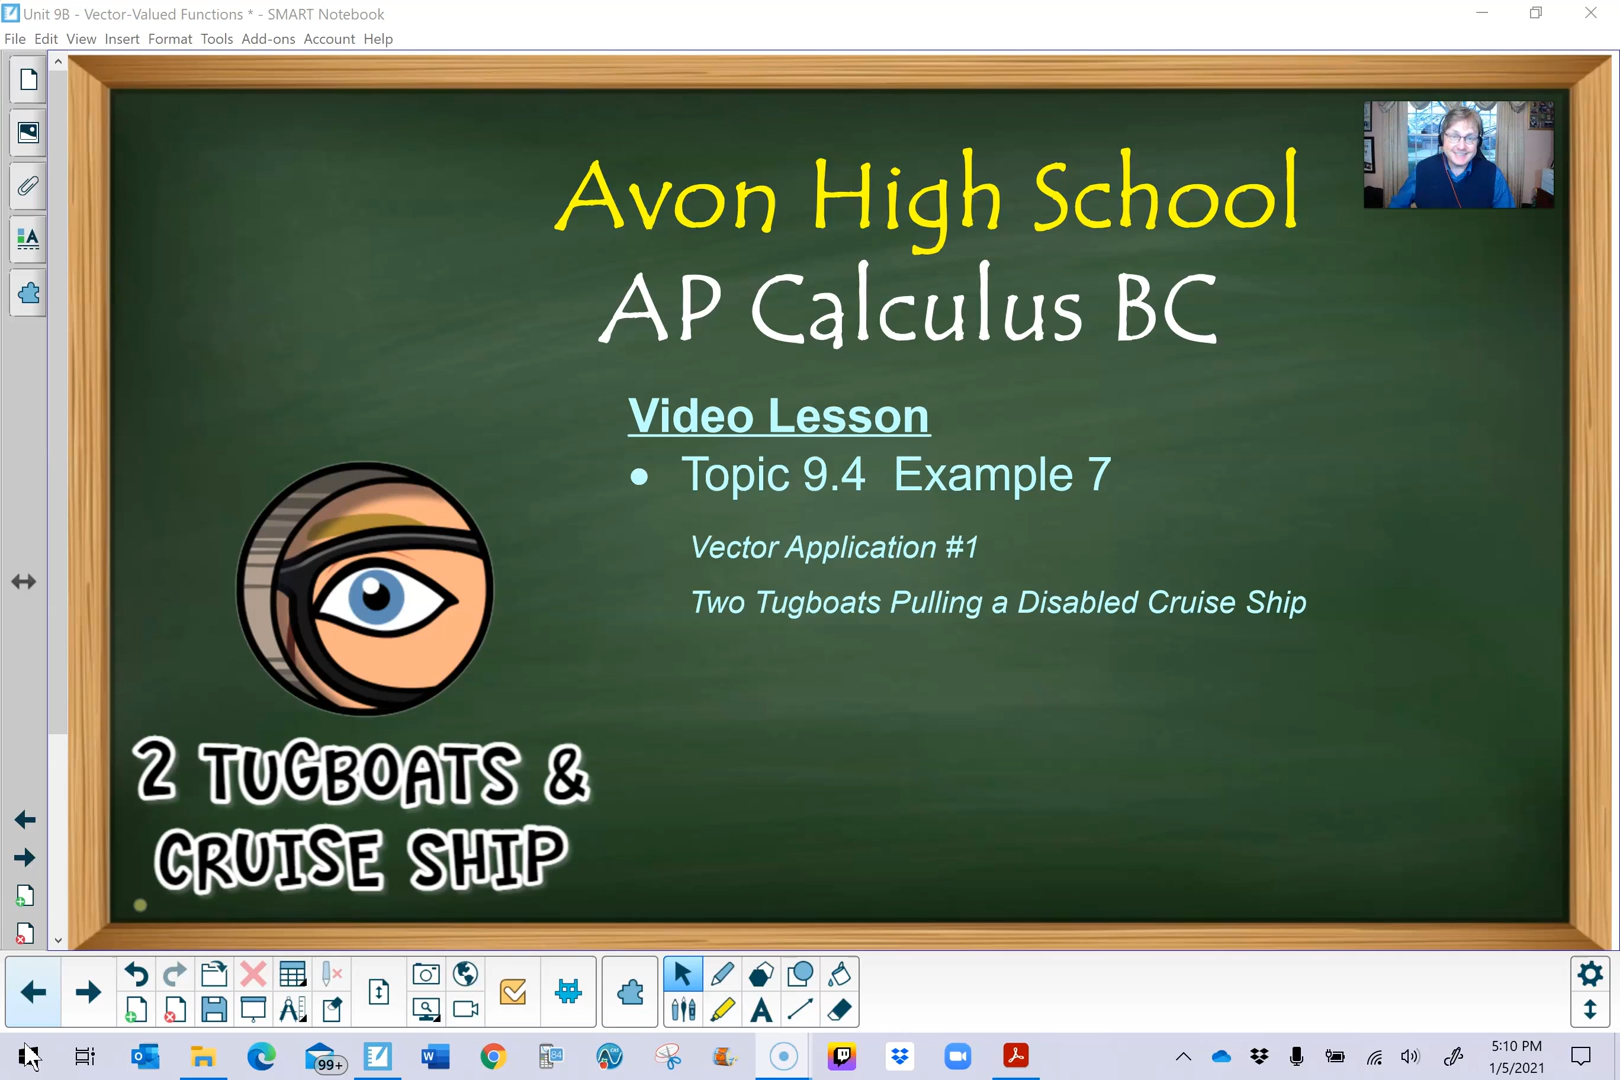 Unit 9B - Vector-Valued Functions * - SMART Notebook
File Edit View Insert Format Tools Add-ons Account Help
Avon High School
AP Calculus BC
Video Lesson
• Topic 9.4 Example 7
Vector Application #1
Two Tugboats Pulling a Disabled Cruise Ship
2 TUGBOATS &
CRUISE SHIP
99+
84
5:10 PM
1/5/2021